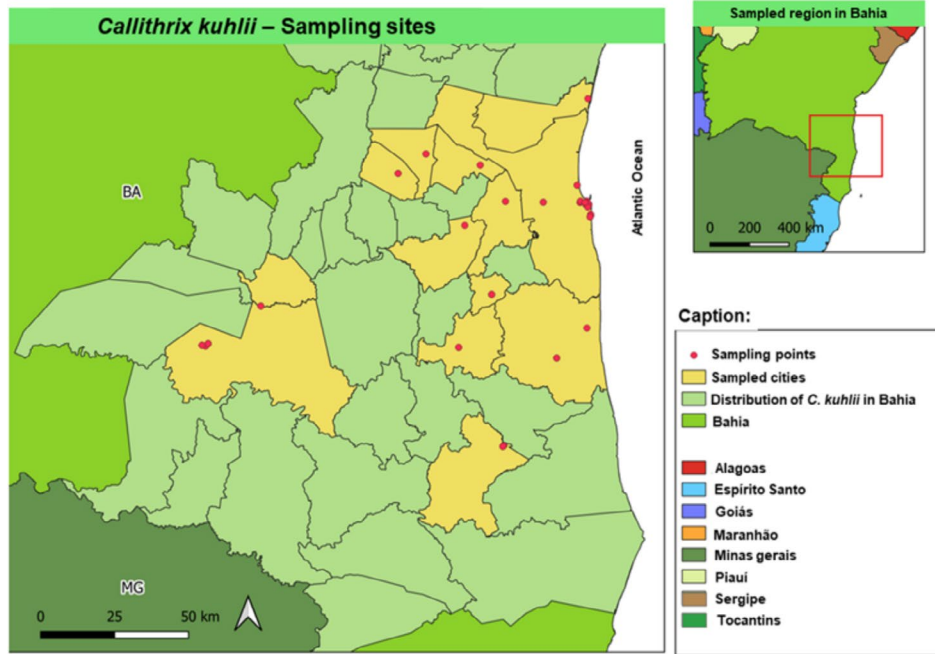 Callithrix kuhlii – Sampling sites
BA
Atlantic Ocean
MG
0 25 50 km
Sampled region in Bahia
0 200 400 km
Caption:
Sampling points
Sampled cities
Distribution of C. kuhlii in Bahia
Bahia
Alagoas
Espírito Santo
Goiás
Maranhão
Minas gerais
Piauí
Sergipe
Tocantins